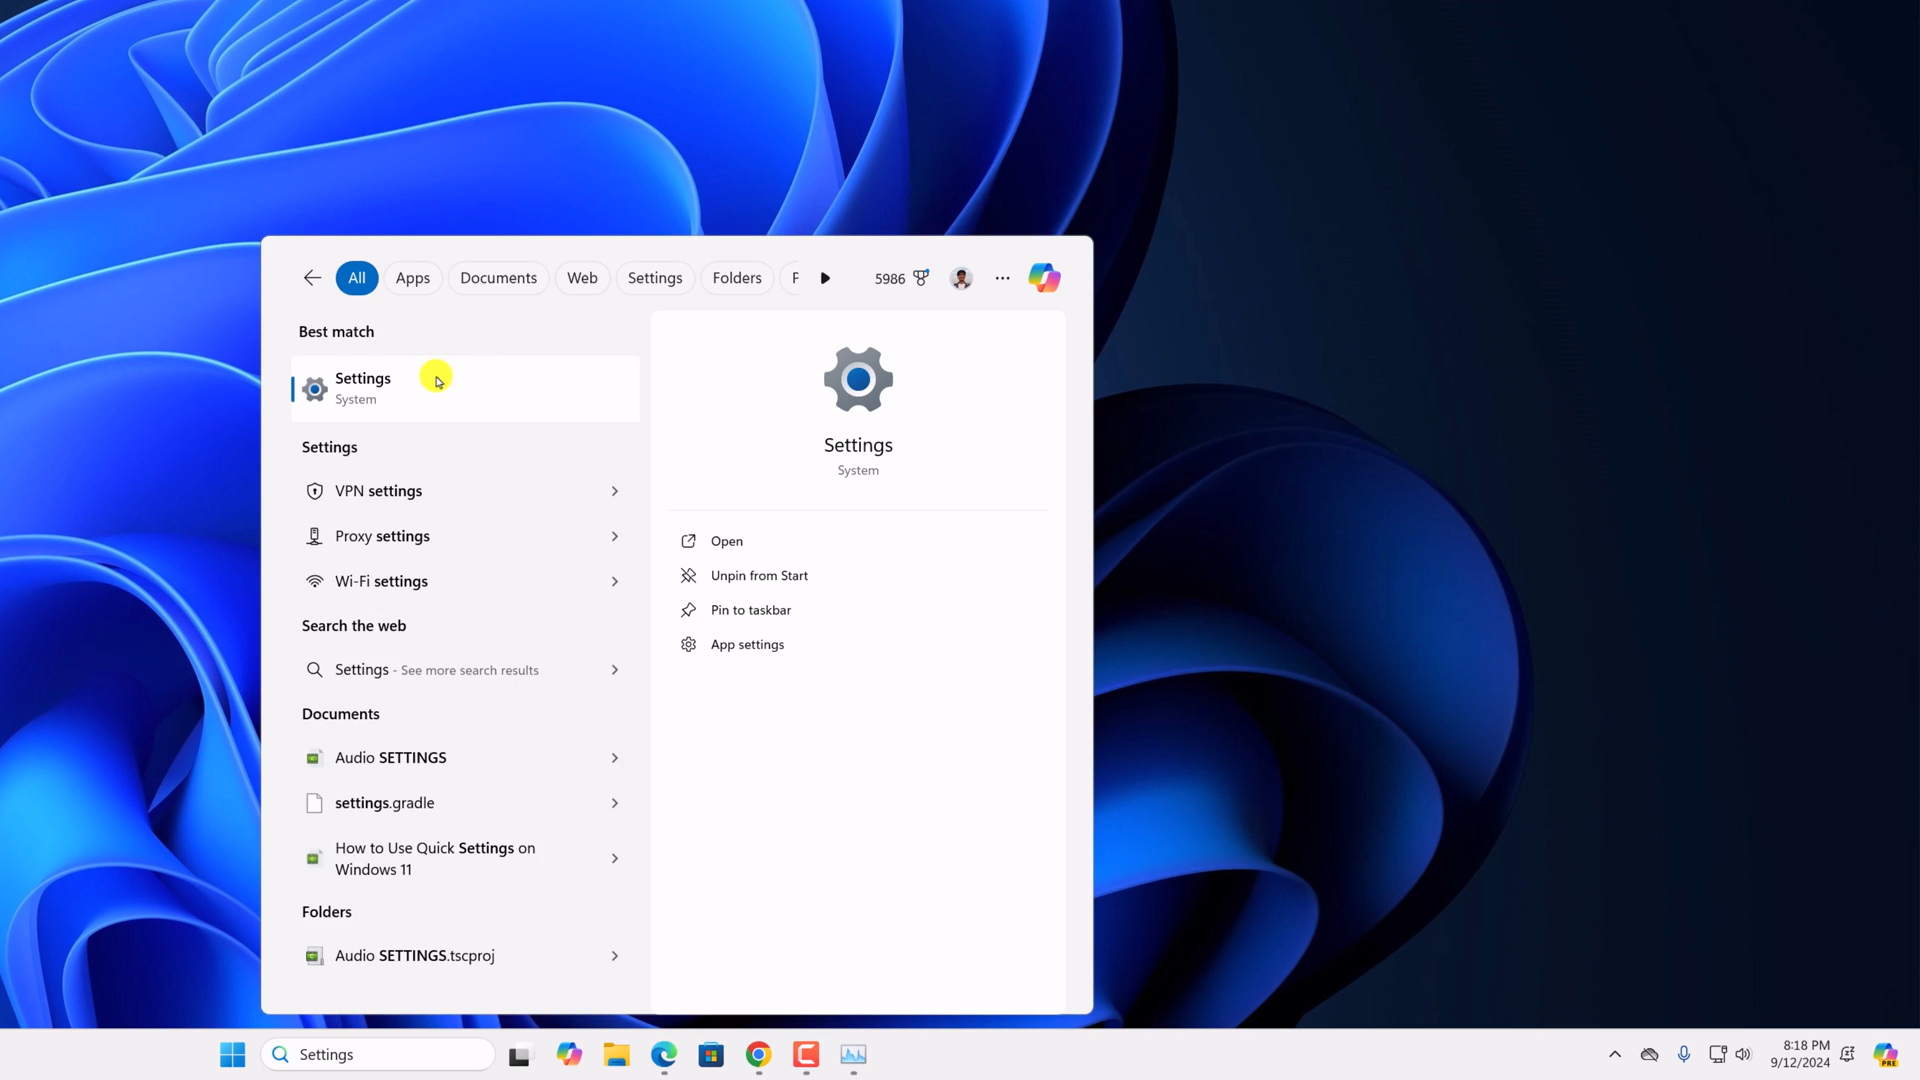 All Apps Documents Web Settings Folders 5986
Best match
Settings
System
Settings
VPN settings
Proxy settings
Wi-Fi settings
Search the web
Settings - See more search results
Documents
Audio SETTINGS
settings.gradle
How to Use Quick Settings on
Windows 11
Folders
Audio SETTINGS.tscproj
Settings
System
Open
Unpin from Start
Pin to taskbar
App settings
Settings
8:18 PM
9/12/2024
PRE